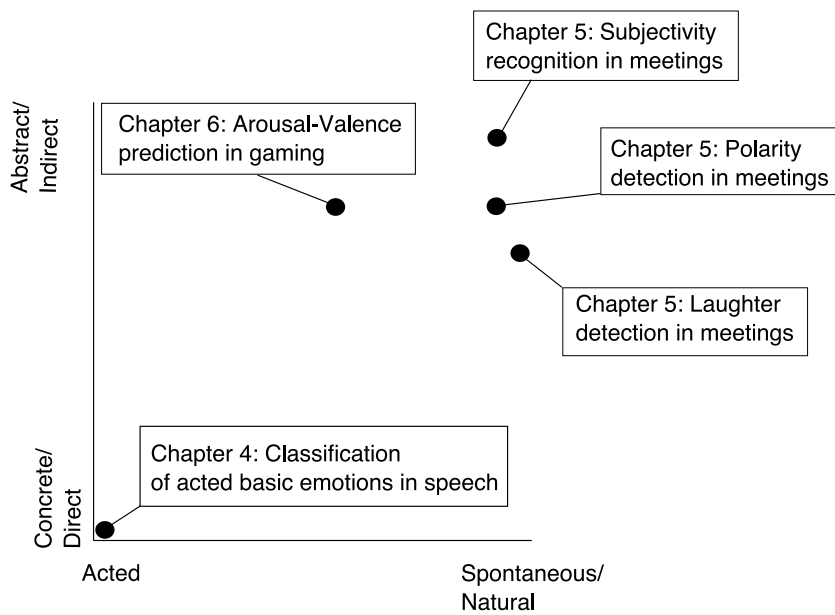 Chapter 5: Subjectivity
recognition in meetings
Abstract/
Indirect
Chapter 6: Arousal-Valence
prediction in gaming
Chapter 5: Polarity
detection in meetings
Chapter 5: Laughter
detection in meetings
Chapter 4: Classification
of acted basic emotions in speech
Concrete/
Direct
Acted
Spontaneous/
Natural